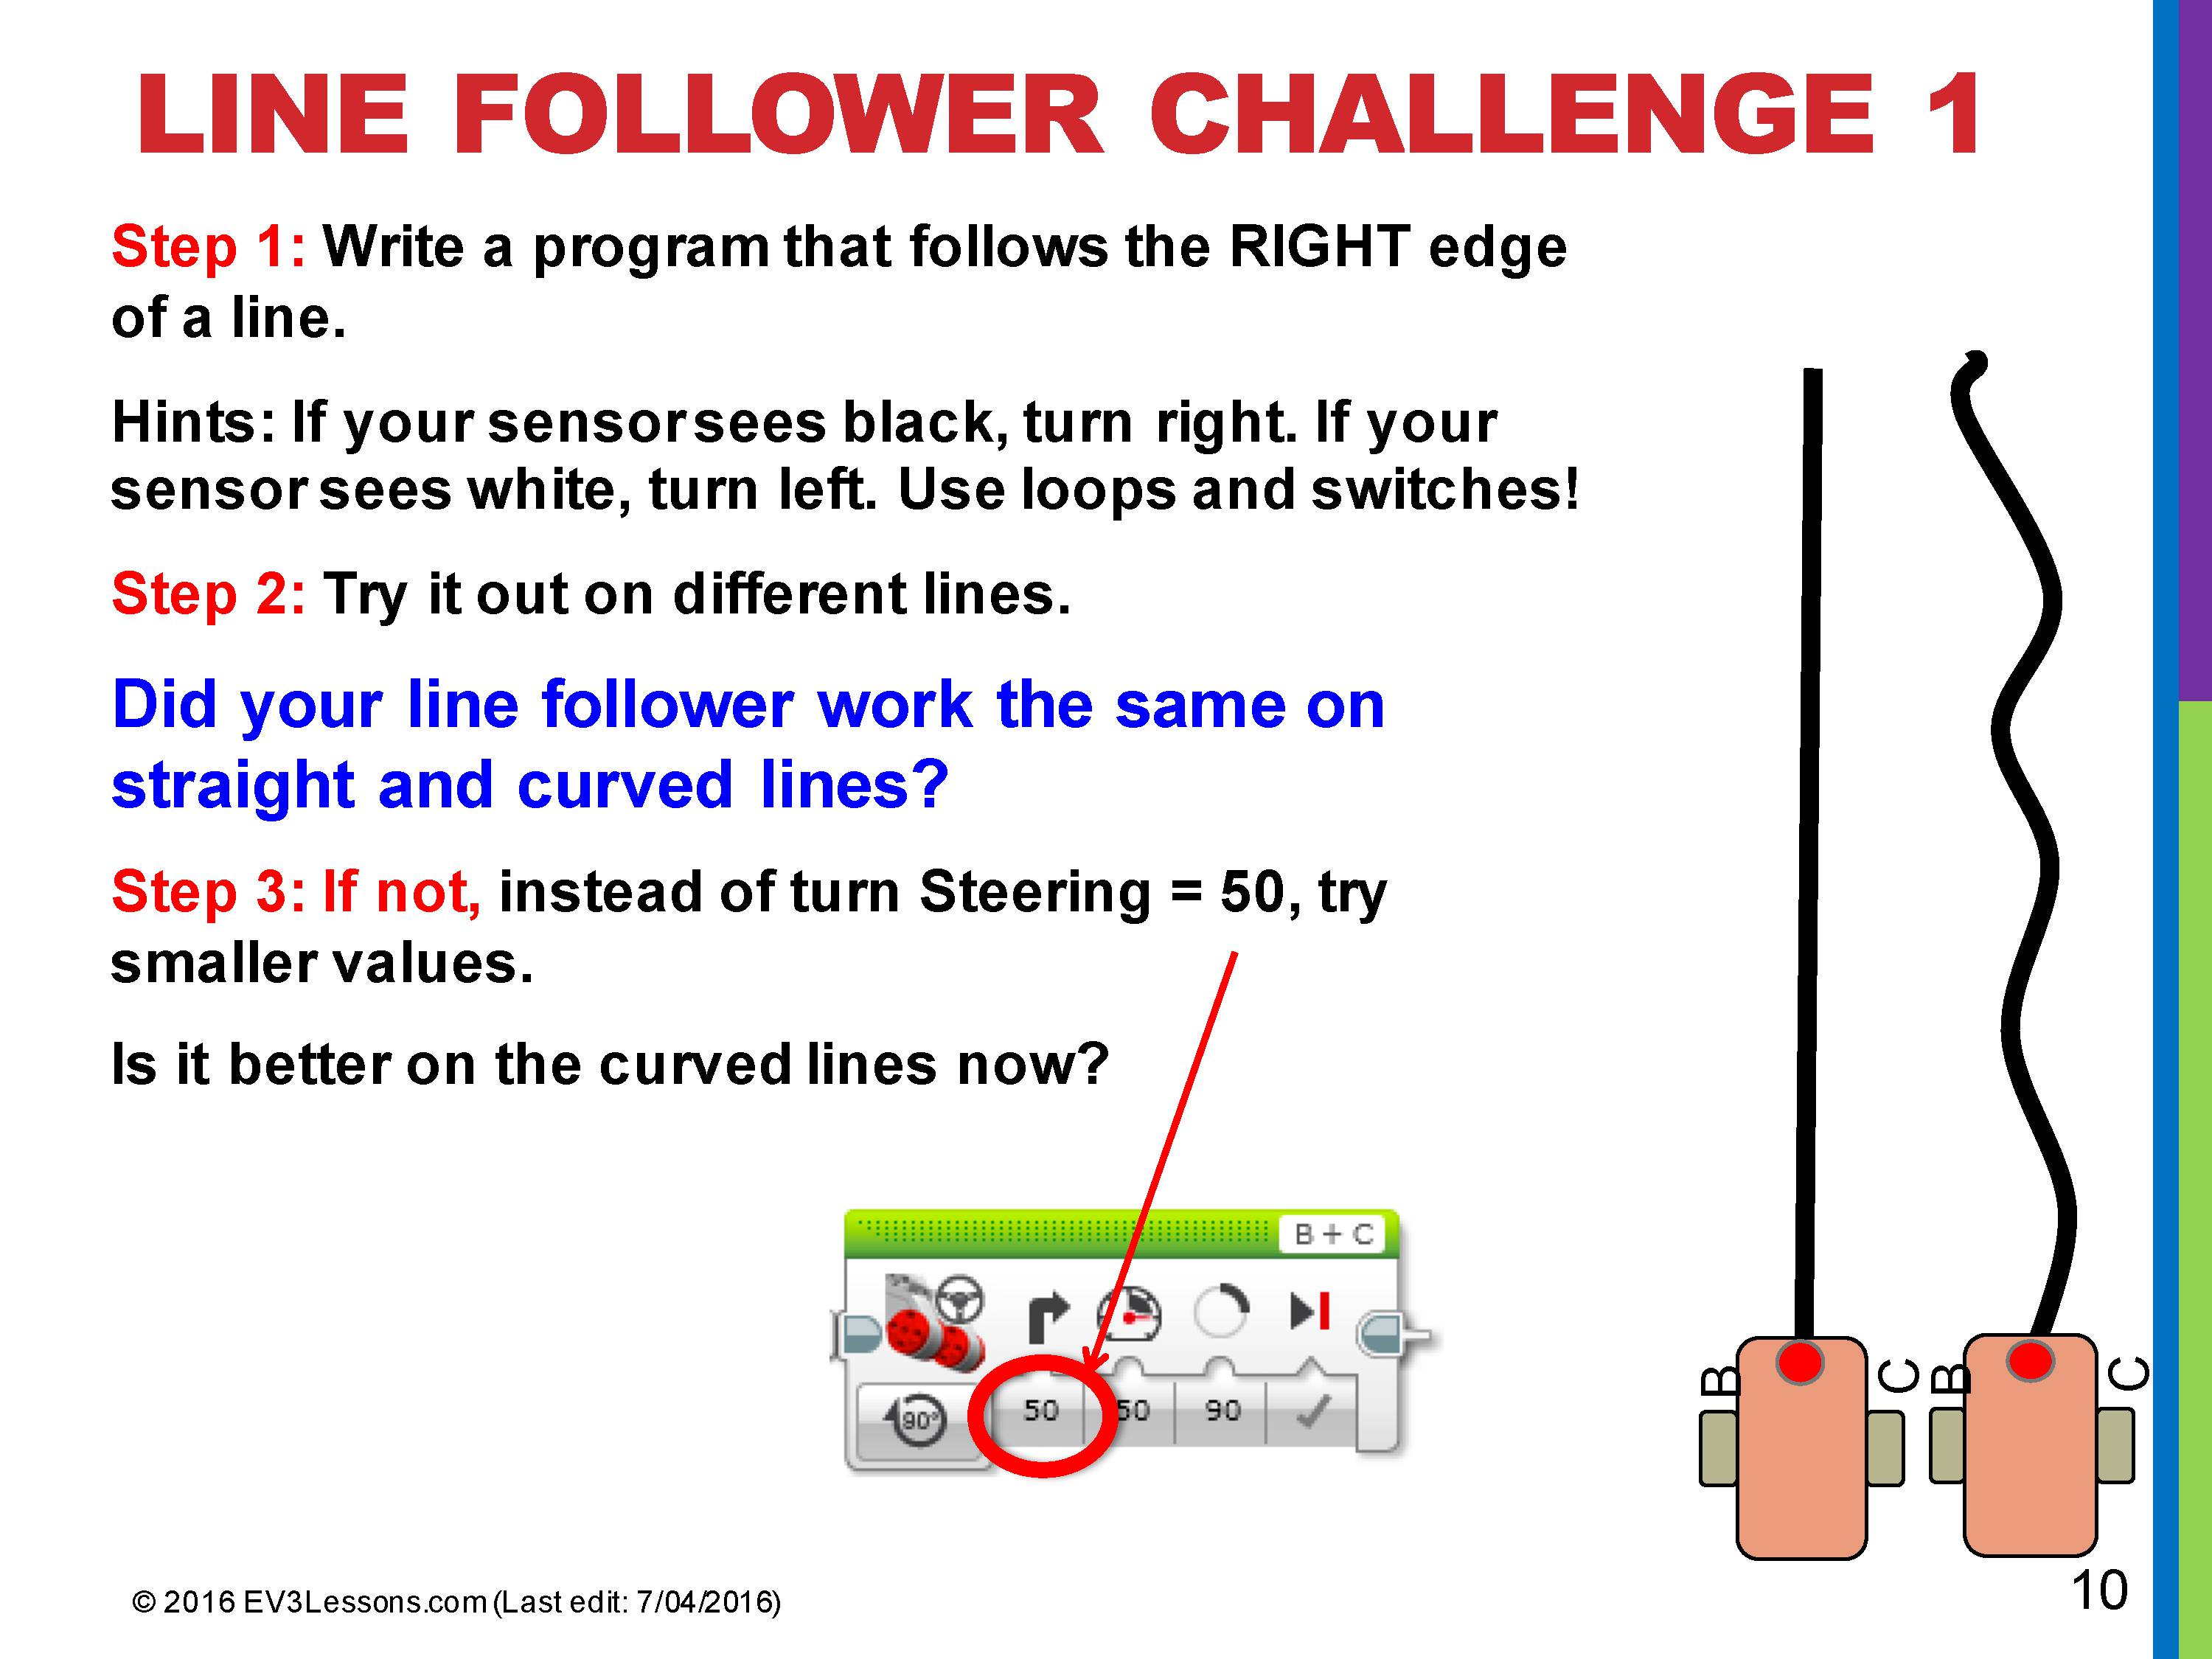 LINE FOLLOWER CHALLENGE 1
Step 1: Write a program that follows the RIGHT edge
of a line.
Hints: If your sensor sees black, turn right. If your
sensor sees white, turn left. Use loops and switches!
Step 2: Try it out on different lines.
Did your line follower work the same on
straight and curved lines?
Step 3: If not, instead of turn Steering = 50, try
smaller values.
Is it better on the curved lines now?
B + C
90°
50 50 90
B C B C
© 2016 EV3Lessons.com (Last edit: 7/04/2016)
10